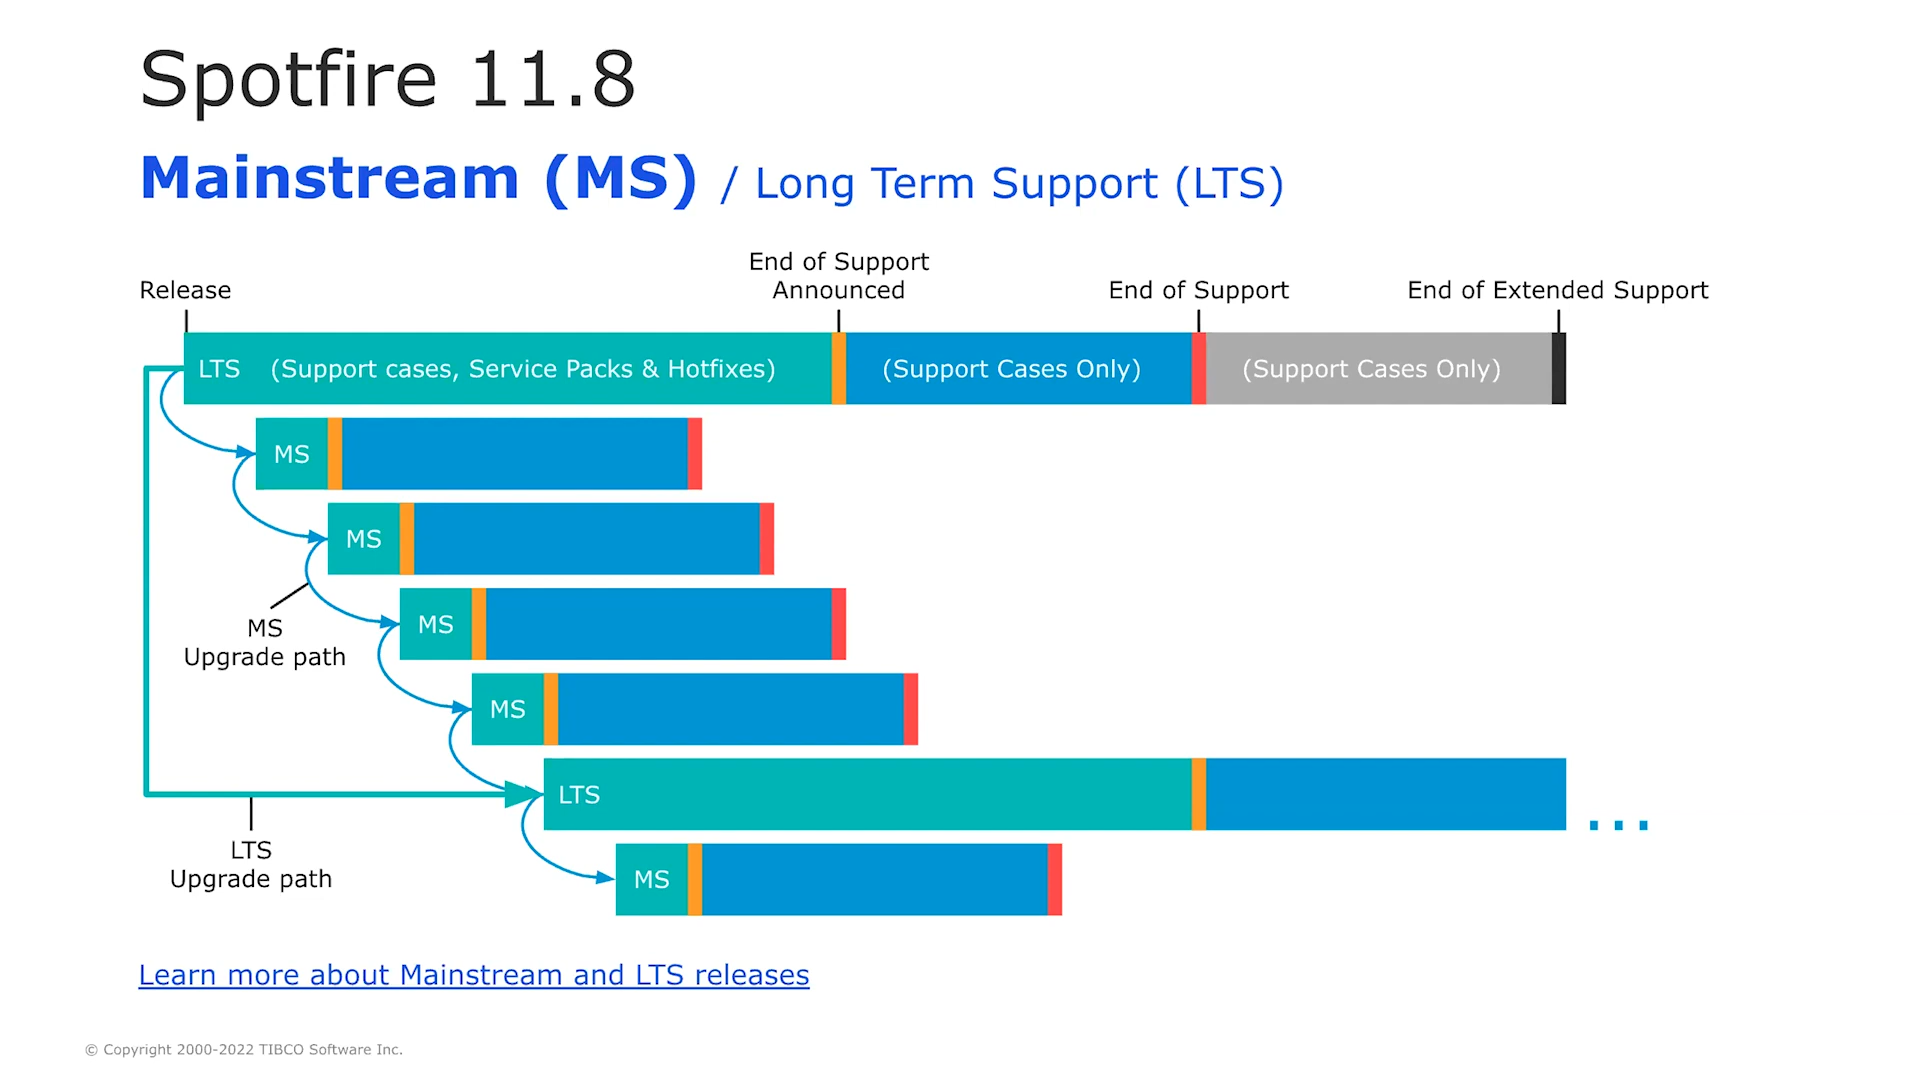 Spotfire 11.8
Mainstream (MS) / Long Term Support (LTS)
Release
End of Support
Announced
End of Support
End of Extended Support
LTS (Support cases, Service Packs & Hotfixes)
(Support Cases Only)
(Support Cases Only)
MS
MS
MS
MS
Upgrade path
MS
LTS
LTS
Upgrade path
MS
Learn more about Mainstream and LTS releases
© Copyright 2000-2022 TIBCO Software Inc.